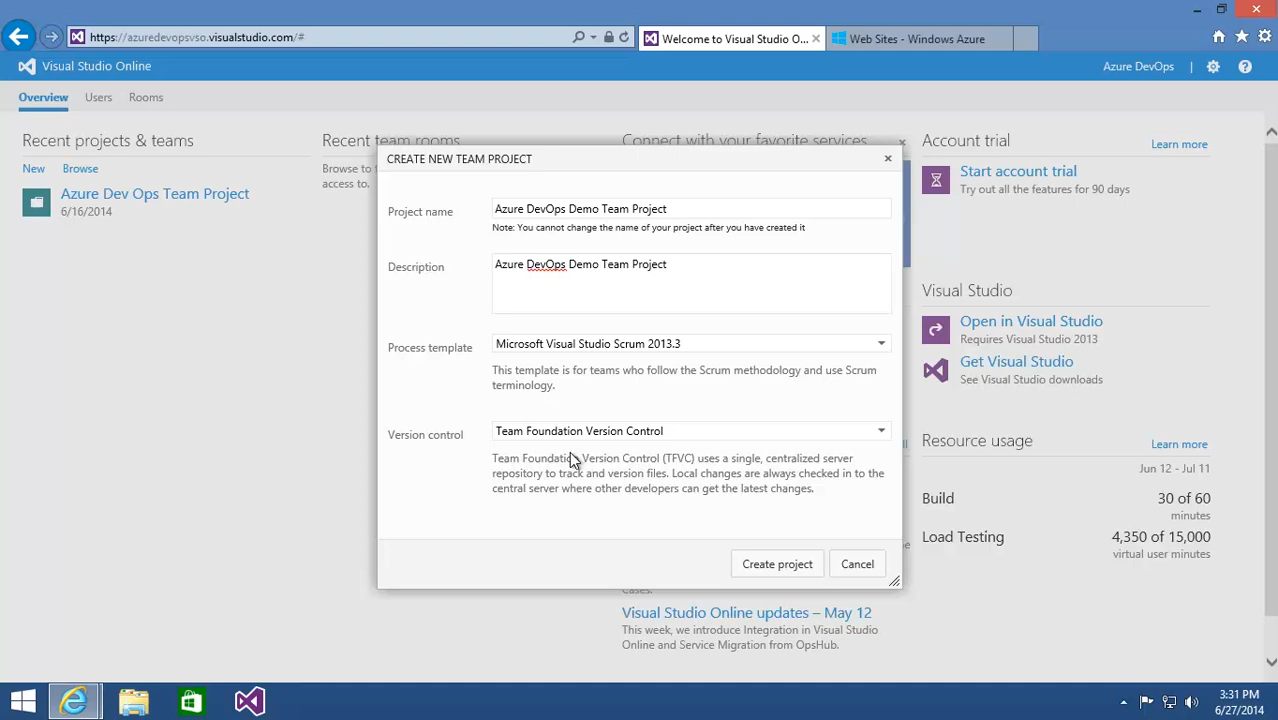 https://azuredevopsvso.visualstudio.com/#
Welcome to Visual Studio O...
Web Sites - Windows Azure
Visual Studio Online
Azure DevOps
Overview
Users
Rooms
Recent projects & teams
Recent team rooms
Connect with your favorite services
Account trial
Learn more
New
Browse
Browse to
access to.
Azure Dev Ops Team Project
6/16/2014
Start account trial
Try out all the features for 90 days
CREATE NEW TEAM PROJECT
Project name
Azure DevOps Demo Team Project
Note: You cannot change the name of your project after you have created it
Description
Azure DevOps Demo Team Project
Process template
Microsoft Visual Studio Scrum 2013.3
This template is for teams who follow the Scrum methodology and use Scrum
terminology.
Version control
Team Foundation Version Control
Team Foundation Version Control (TFVC) uses a single, centralized server
repository to track and version files. Local changes are always checked in to the
central server where other developers can get the latest changes.
Create project
Cancel
Visual Studio
Open in Visual Studio
Requires Visual Studio 2013
Get Visual Studio
See Visual Studio downloads
Resource usage
Learn more
Jun 12 - Jul 11
Build
30 of 60
minutes
Load Testing
4,350 of 15,000
virtual user minutes
Visual Studio Online updates – May 12
This week, we introduce Integration in Visual Studio
Online and Service Migration from OpsHub.
3:31 PM
6/27/2014